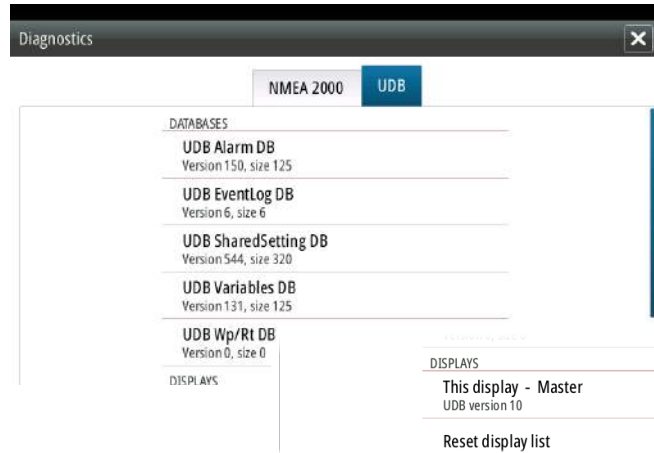 Diagnostics
NMEA 2000
UDB
DATABASES
UDB Alarm DB
Version 150, size 125
UDB EventLog DB
Version 6, size 6
UDB SharedSetting DB
Version 544, size 320
UDB Variables DB
Version 131, size 125
UDB Wp/Rt DB
Version 0, size 0
DISPLAYS
DISPLAYS
This display - Master
UDB version 10
Reset display list